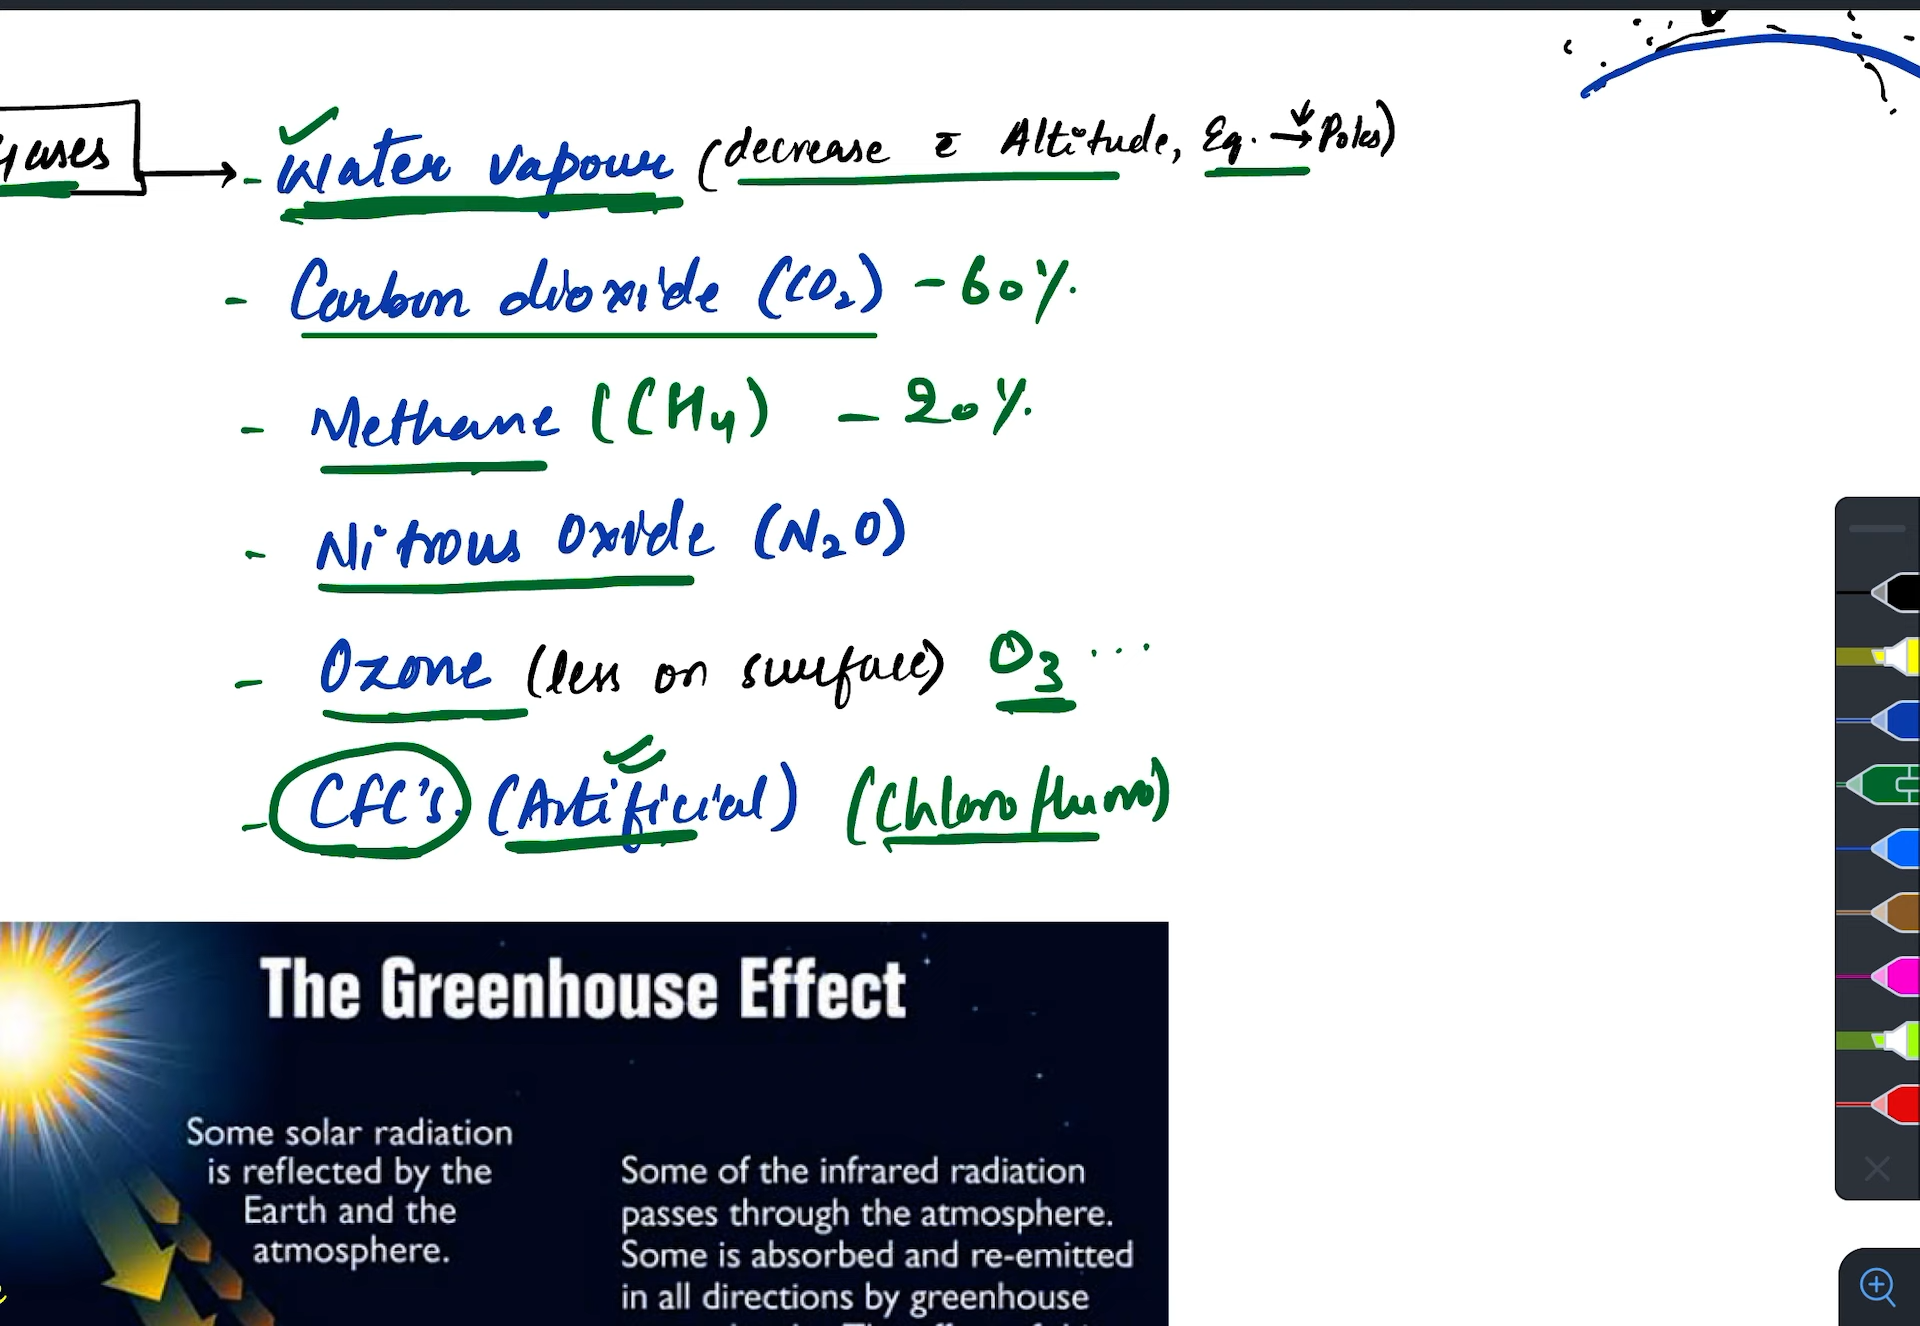 Gases → - Water vapour (decrease c̄ Altitude, Eq. → Poles)
- Carbon dioxide (CO₂) - 60%
- Methane (CH₄) - 20%
- Nitrous Oxide (N₂O)
- Ozone (less on surface) O₃ ...
- CFC's (Artificial) (Chlorofluoro)
The Greenhouse Effect
Some solar radiation
is reflected by the
Earth and the
atmosphere.
Some of the infrared radiation
passes through the atmosphere.
Some is absorbed and re-emitted
in all directions by greenhouse